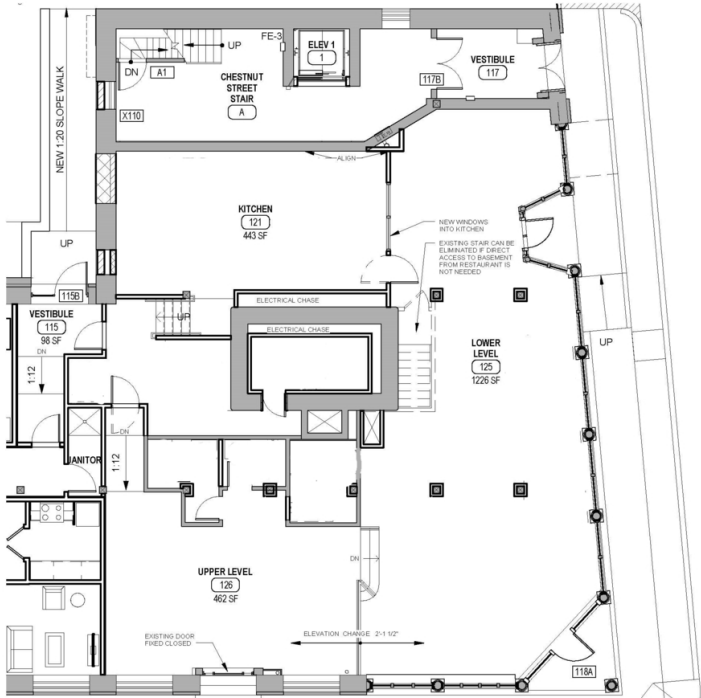 FE-3
ELEV 1
1
UP
DN
A1
CHESTNUT
STREET
STAIR
A
117B
VESTIBULE
117
X110
NEW 1:20 SLOPE WALK
ALIGN
KITCHEN
121
443 SF
NEW WINDOWS
INTO KITCHEN
EXISTING STAIR CAN BE
ELIMINATED IF DIRECT
ACCESS TO BASEMENT
FROM RESTAURANT IS
NOT NEEDED
UP
115B
ELECTRICAL CHASE
VESTIBULE
115
98 SF
UP
ELECTRICAL CHASE
DN
1:12
LOWER
LEVEL
125
1226 SF
UP
DN
1:12
JANITOR
DN
UPPER LEVEL
126
462 SF
EXISTING DOOR
FIXED CLOSED
ELEVATION CHANGE 2'-1 1/2"
118A